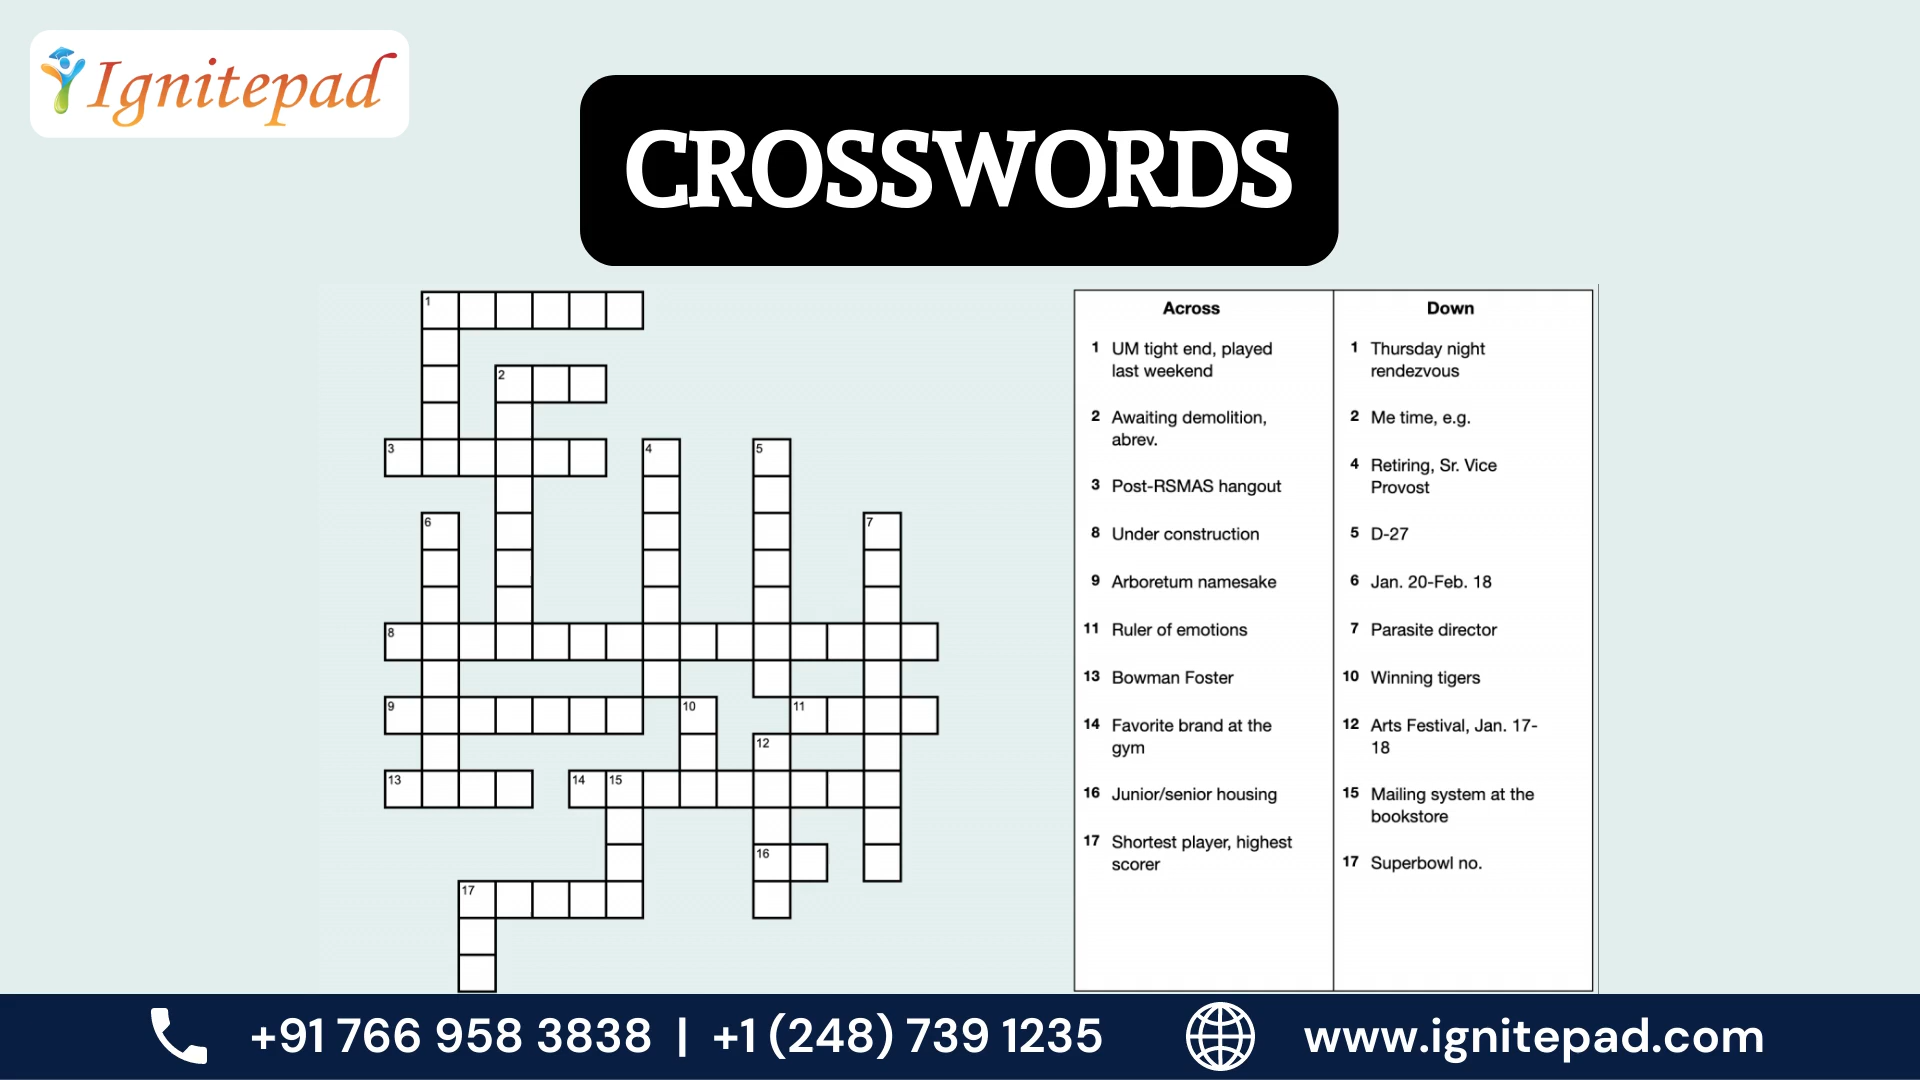 Ignitepad
CROSSWORDS
1
2
3
4
5
6
7
8
9
10
11
12
13
14
15
16
17
Across
1 UM tight end, played
last weekend
2 Awaiting demolition,
abrev.
3 Post-RSMAS hangout
8 Under construction
9 Arboretum namesake
11 Ruler of emotions
13 Bowman Foster
14 Favorite brand at the
gym
16 Junior/senior housing
17 Shortest player, highest
scorer
Down
1 Thursday night
rendezvous
2 Me time, e.g.
4 Retiring, Sr. Vice
Provost
5 D-27
6 Jan. 20-Feb. 18
7 Parasite director
10 Winning tigers
12 Arts Festival, Jan. 17-
18
15 Mailing system at the
bookstore
17 Superbowl no.
+91 766 958 3838 | +1 (248) 739 1235
www.ignitepad.com